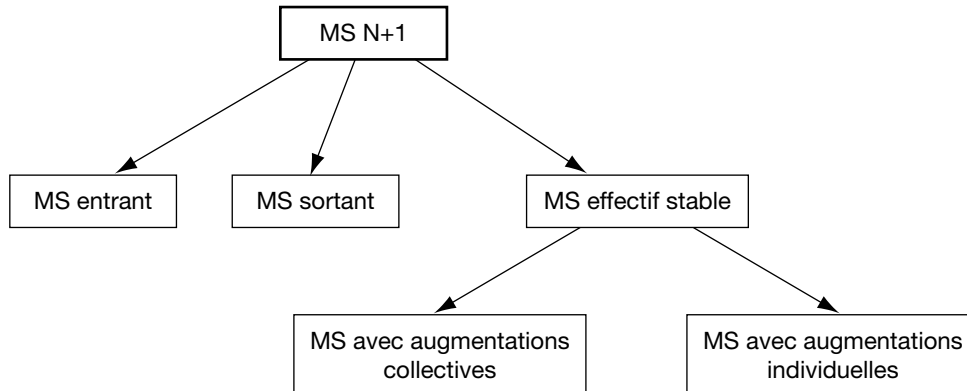 MS N+1
MS entrant
MS sortant
MS effectif stable
MS avec augmentations
collectives
MS avec augmentations
individuelles